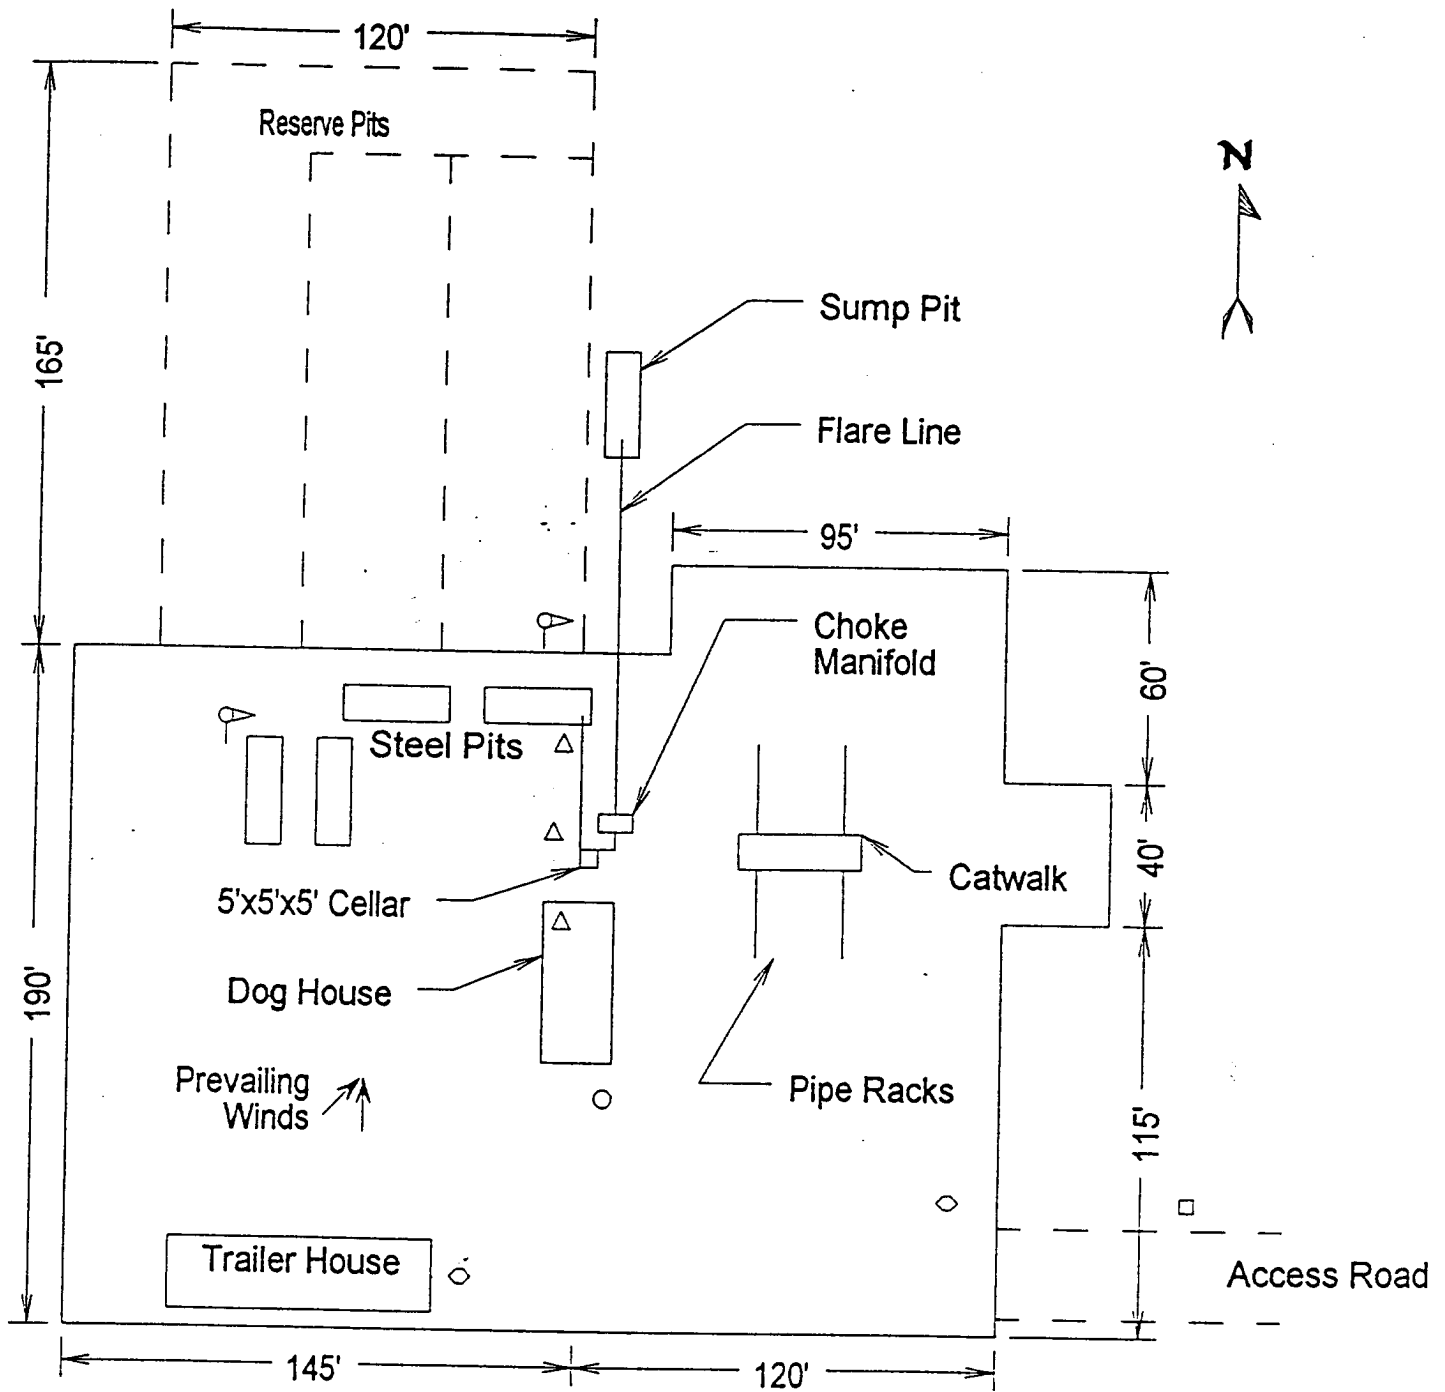 120'
Reserve Pits
N
Sump Pit
165'
Flare Line
95'
Choke
Manifold
60'
Steel Pits
40'
Catwalk
5'x5'x5' Cellar
190'
Dog House
Prevailing
Winds
Pipe Racks
115'
Trailer House
Access Road
145'
120'